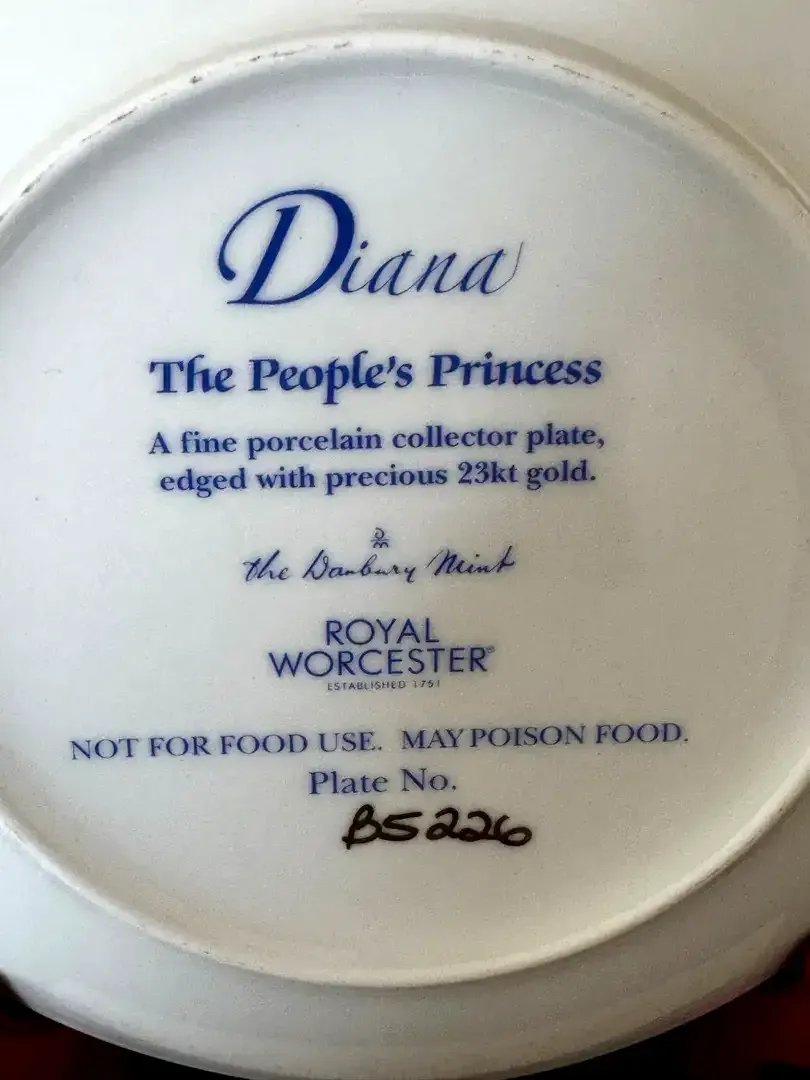 Diana
The People's Princess
A fine porcelain collector plate,
edged with precious 23kt gold.
the Danbury Mint
ROYAL
WORCESTER®
ESTABLISHED 1751
NOT FOR FOOD USE. MAY POISON FOOD.
Plate No.
B5226